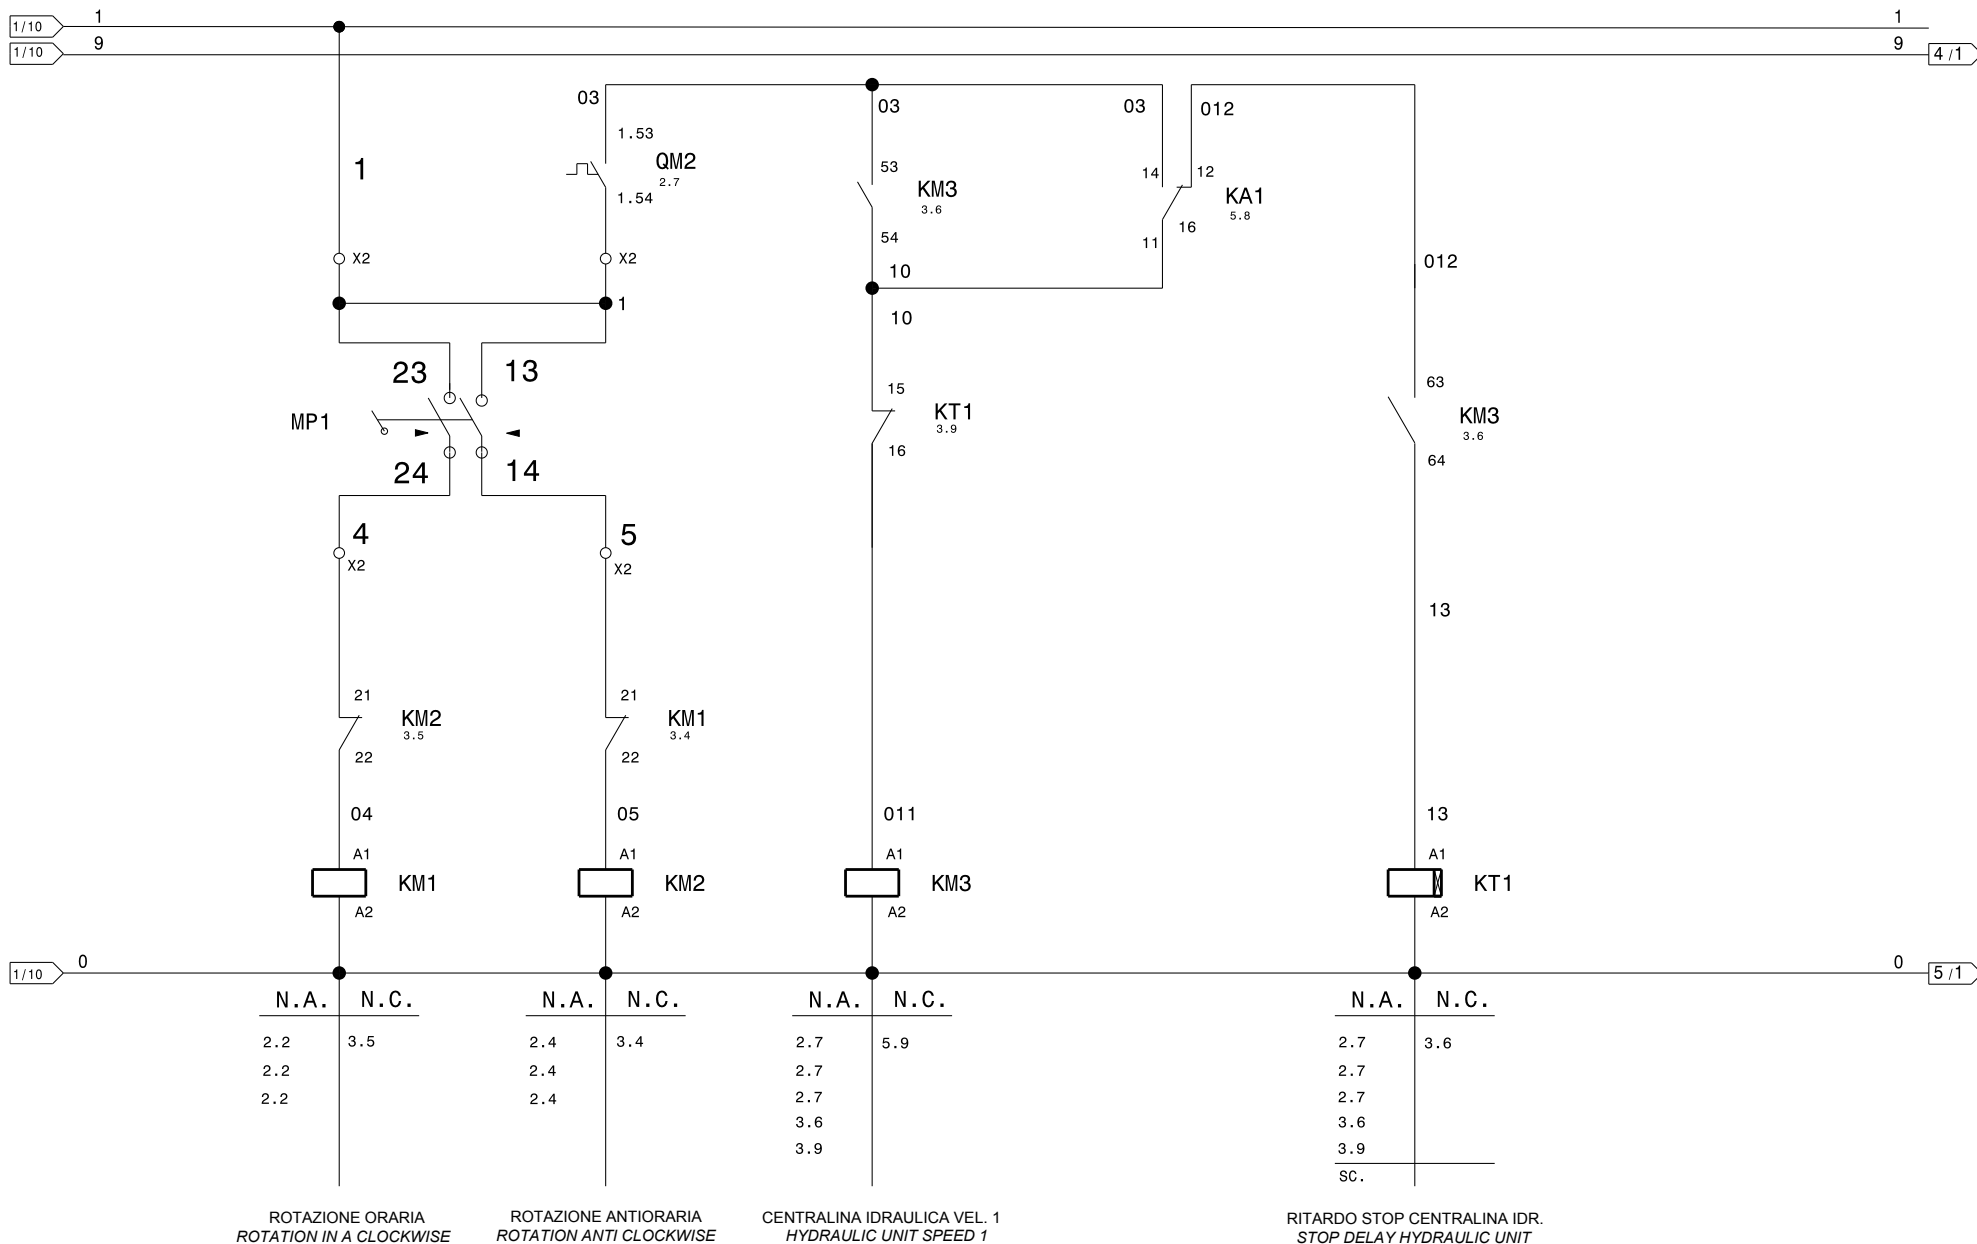 1/10 1 1
1/10 9 9 4/1
03 03 03 012
1.53
1 QM2
2.7
1.54
53
KM3
3.6
54
14 12
KA1
5.8
16
11
X2 X2
012
10
1
10
23 13
15
63
MP1
KT1
3.9
KM3
3.6
16
64
24 14
4 5
X2 X2
13
21 21
KM2
3.5
KM1
3.4
22 22
04 05 011 13
A1 A1 A1 A1
KM1 KM2 KM3 KT1
A2 A2 A2 A2
1/10 0 0 5/1
N.A. N.C. N.A. N.C. N.A. N.C. N.A. N.C.
2.2 3.5 2.4 3.4 2.7 5.9 2.7 3.6
2.2 2.4 2.7 2.7
2.2 2.4 2.7 2.7
3.6 3.6
3.9 3.9
SC.
ROTAZIONE ORARIA
ROTATION IN A CLOCKWISE
ROTAZIONE ANTIORARIA
ROTATION ANTI CLOCKWISE
CENTRALINA IDRAULICA VEL. 1
HYDRAULIC UNIT SPEED 1
RITARDO STOP CENTRALINA IDR.
STOP DELAY HYDRAULIC UNIT